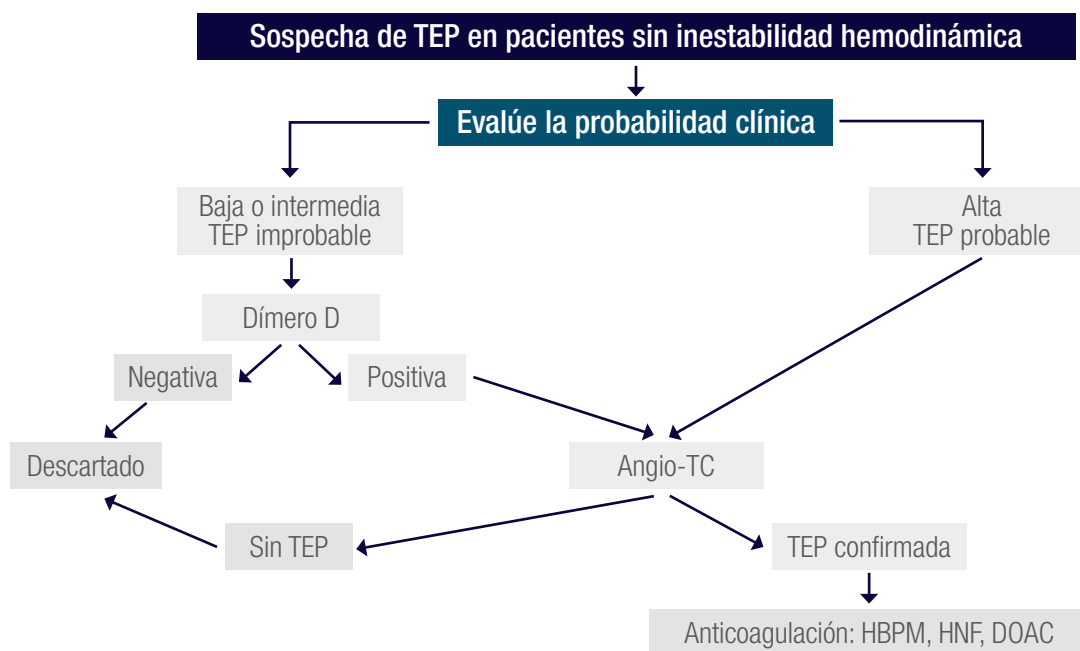 Sospecha de TEP en pacientes sin inestabilidad hemodinámica
Evalúe la probabilidad clínica
Baja o intermedia
TEP improbable
Alta
TEP probable
Dímero D
Negativa
Positiva
Descartado
Angio-TC
Sin TEP
TEP confirmada
Anticoagulación: HBPM, HNF, DOAC